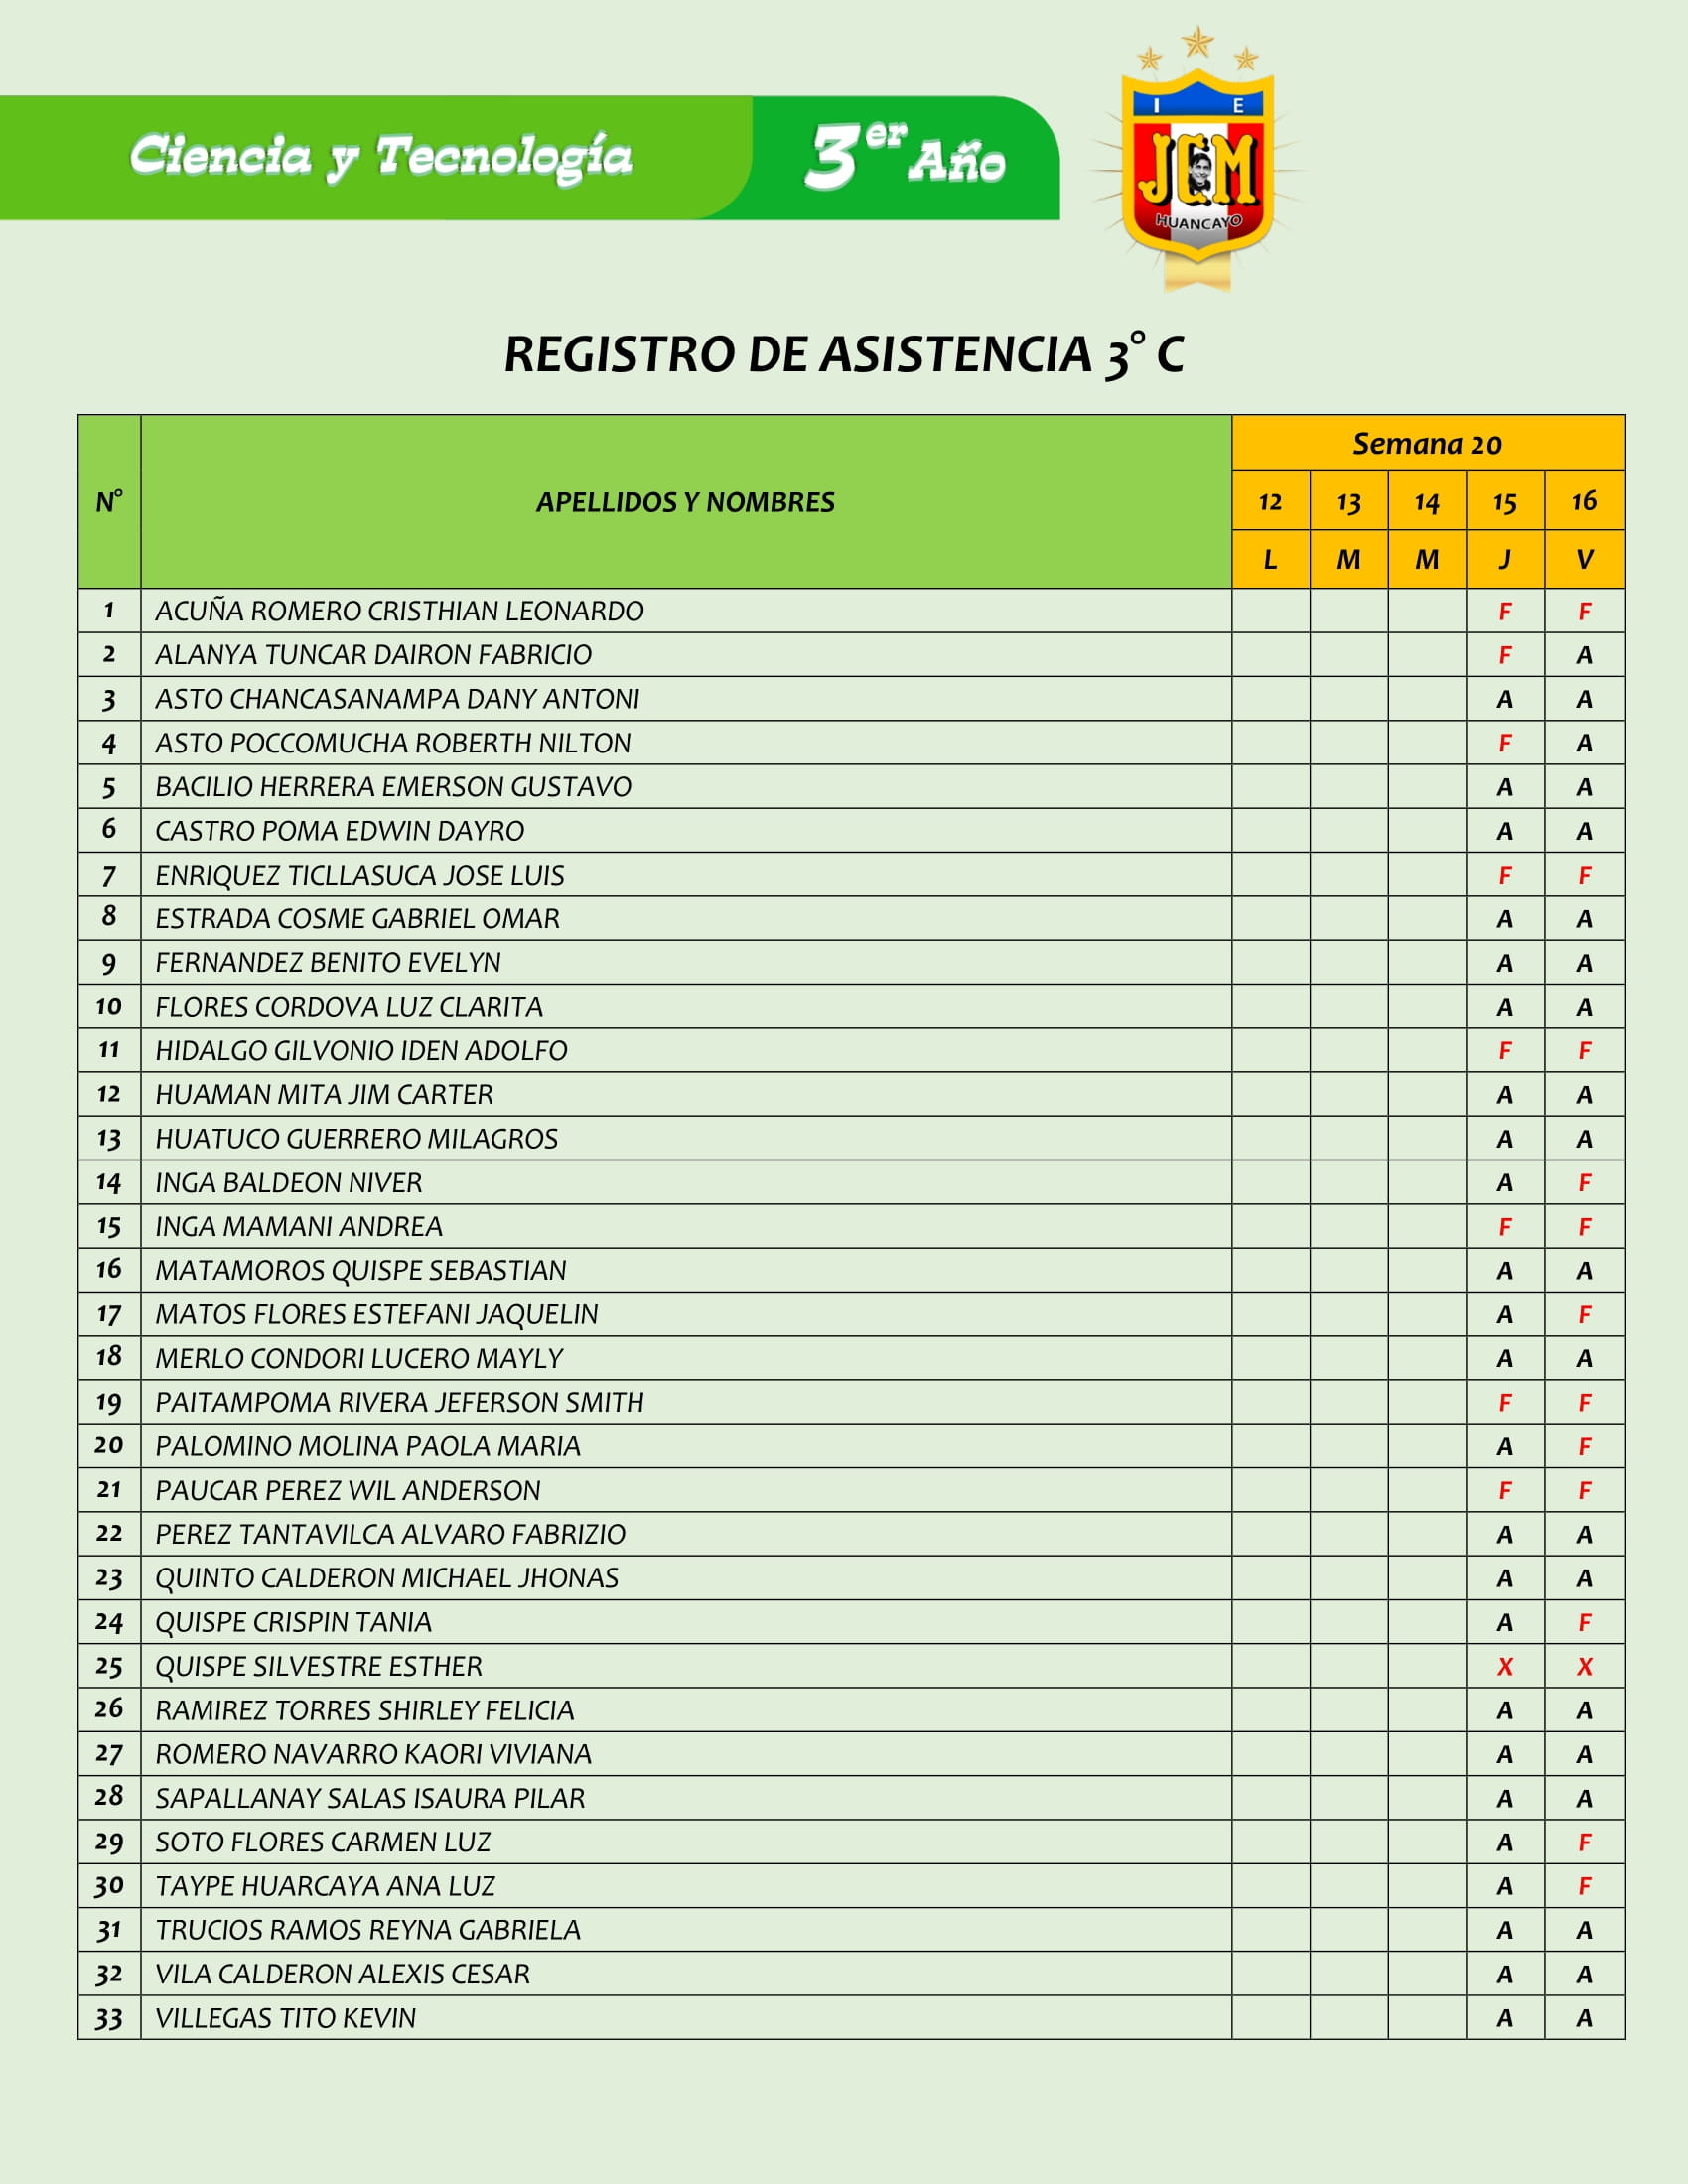 Ciencia y Tecnología
3er Año
I E
JCM
HUANCAYO
REGISTRO DE ASISTENCIA 3° C
N° APELLIDOS Y NOMBRES Semana 20
12 13 14 15 16
L M M J V
1 ACUÑA ROMERO CRISTHIAN LEONARDO F F
2 ALANYA TUNCAR DAIRON FABRICIO F A
3 ASTO CHANCASANAMPA DANY ANTONI A A
4 ASTO POCCOMUCHA ROBERTH NILTON F A
5 BACILIO HERRERA EMERSON GUSTAVO A A
6 CASTRO POMA EDWIN DAYRO A A
7 ENRIQUEZ TICLLASUCA JOSE LUIS F F
8 ESTRADA COSME GABRIEL OMAR A A
9 FERNANDEZ BENITO EVELYN A A
10 FLORES CORDOVA LUZ CLARITA A A
11 HIDALGO GILVONIO IDEN ADOLFO F F
12 HUAMAN MITA JIM CARTER A A
13 HUATUCO GUERRERO MILAGROS A A
14 INGA BALDEON NIVER A F
15 INGA MAMANI ANDREA F F
16 MATAMOROS QUISPE SEBASTIAN A A
17 MATOS FLORES ESTEFANI JAQUELIN A F
18 MERLO CONDORI LUCERO MAYLY A A
19 PAITAMPOMA RIVERA JEFERSON SMITH F F
20 PALOMINO MOLINA PAOLA MARIA A F
21 PAUCAR PEREZ WIL ANDERSON F F
22 PEREZ TANTAVILCA ALVARO FABRIZIO A A
23 QUINTO CALDERON MICHAEL JHONAS A A
24 QUISPE CRISPIN TANIA A F
25 QUISPE SILVESTRE ESTHER X X
26 RAMIREZ TORRES SHIRLEY FELICIA A A
27 ROMERO NAVARRO KAORI VIVIANA A A
28 SAPALLANAY SALAS ISAURA PILAR A A
29 SOTO FLORES CARMEN LUZ A F
30 TAYPE HUARCAYA ANA LUZ A F
31 TRUCIOS RAMOS REYNA GABRIELA A A
32 VILA CALDERON ALEXIS CESAR A A
33 VILLEGAS TITO KEVIN A A